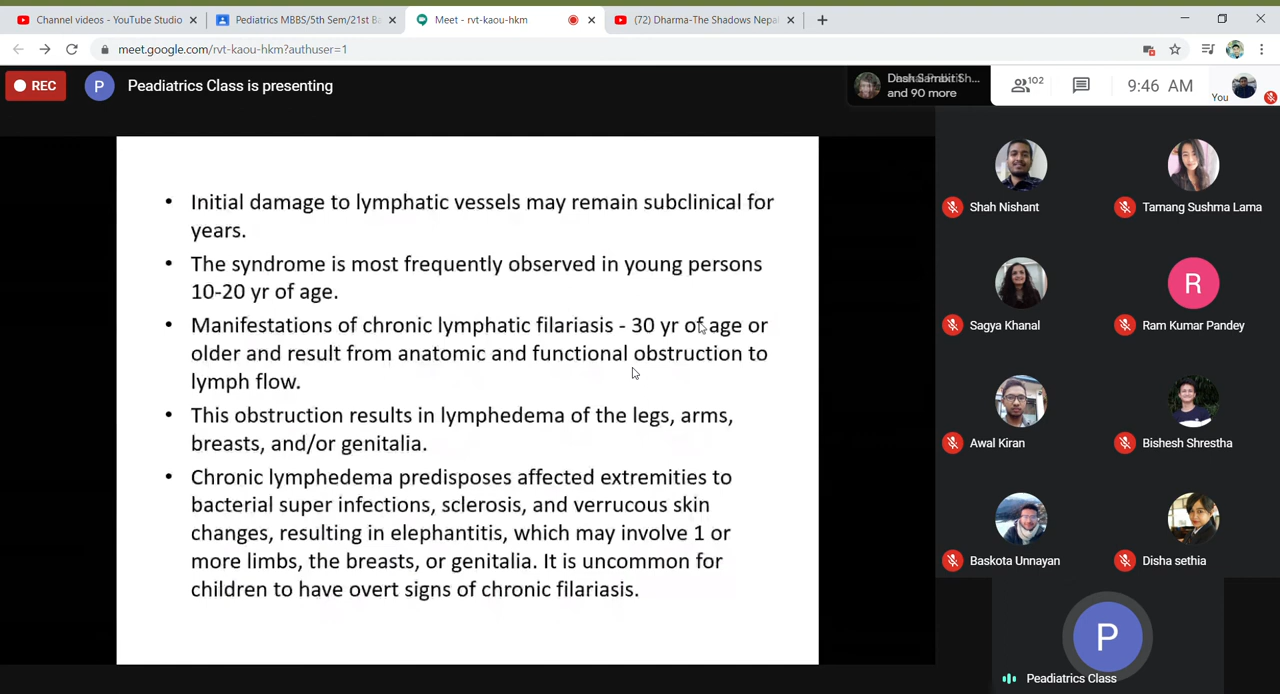 Channel videos - YouTube Studio
Pediatrics MBBS/5th Sem/21st Ba
Meet - rvt-kaou-hkm
(72) Dharma-The Shadows Nepal
meet.google.com/rvt-kaou-hkm?authuser=1
REC
P
Peadiatrics Class is presenting
and 90 more
102
9:46 AM
You
• Initial damage to lymphatic vessels may remain subclinical for
years.
• The syndrome is most frequently observed in young persons
10-20 yr of age.
• Manifestations of chronic lymphatic filariasis - 30 yr of age or
older and result from anatomic and functional obstruction to
lymph flow.
• This obstruction results in lymphedema of the legs, arms,
breasts, and/or genitalia.
• Chronic lymphedema predisposes affected extremities to
bacterial super infections, sclerosis, and verrucous skin
changes, resulting in elephantitis, which may involve 1 or
more limbs, the breasts, or genitalia. It is uncommon for
children to have overt signs of chronic filariasis.
Shah Nishant
Tamang Sushma Lama
Sagya Khanal
R
Ram Kumar Pandey
Awal Kiran
Bishesh Shrestha
Baskota Unnayan
Disha sethia
P
Peadiatrics Class